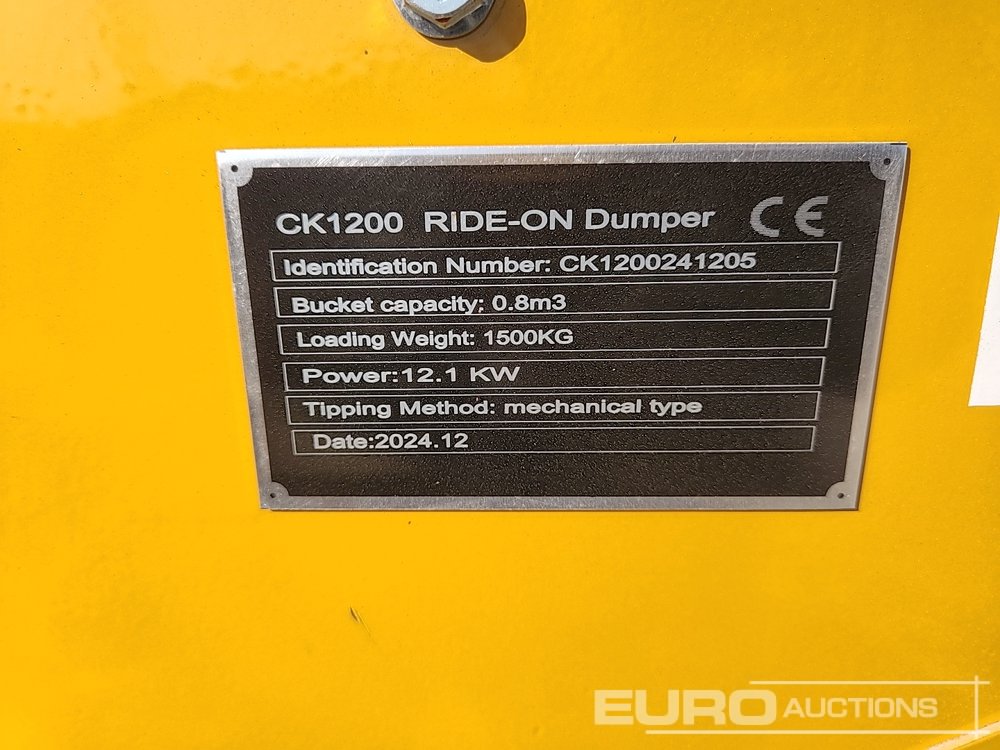 CK1200 RIDE-ON Dumper CE
Identification Number: CK1200241205
Bucket capacity; 0.8m3
Loading Weight: 1500KG
Power:12.1 KW
Tipping Method: mechanical type
Date:2024.12
EURO AUCTIONS